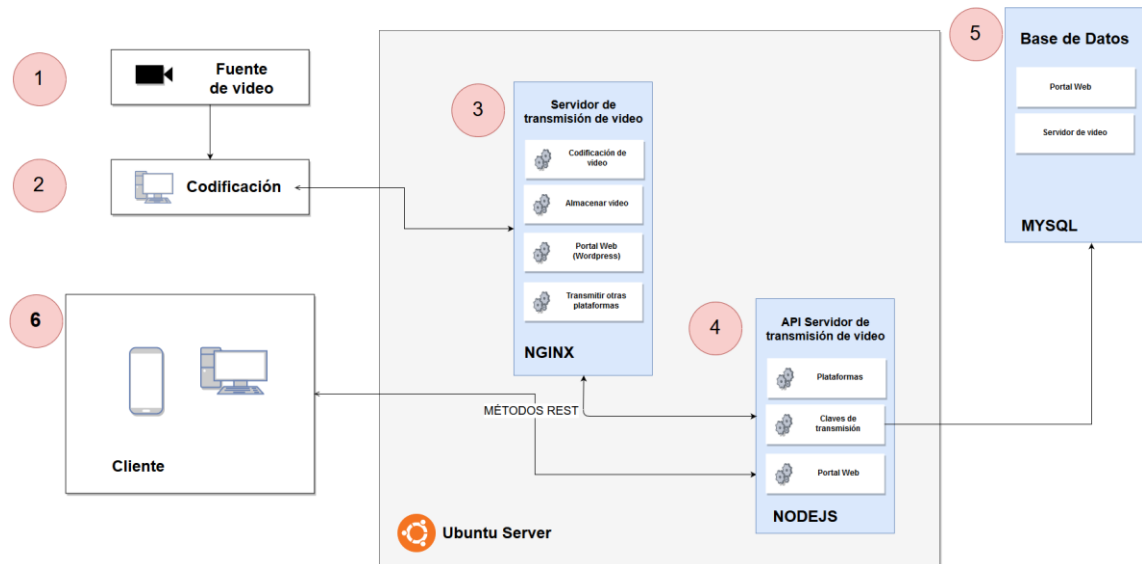 1
Fuente
de video
2
Codificación
3
Servidor de
transmisión de video
Codificación de
video
Almacenar video
Portal Web
(Wordpress)
Transmitir otras
plataformas
NGINX
4
API Servidor de
transmisión de video
Plataformas
Claves de
transmisión
Portal Web
NODEJS
MÉTODOS REST
Ubuntu Server
5
Base de Datos
Portal Web
Servidor de video
MYSQL
6
Cliente